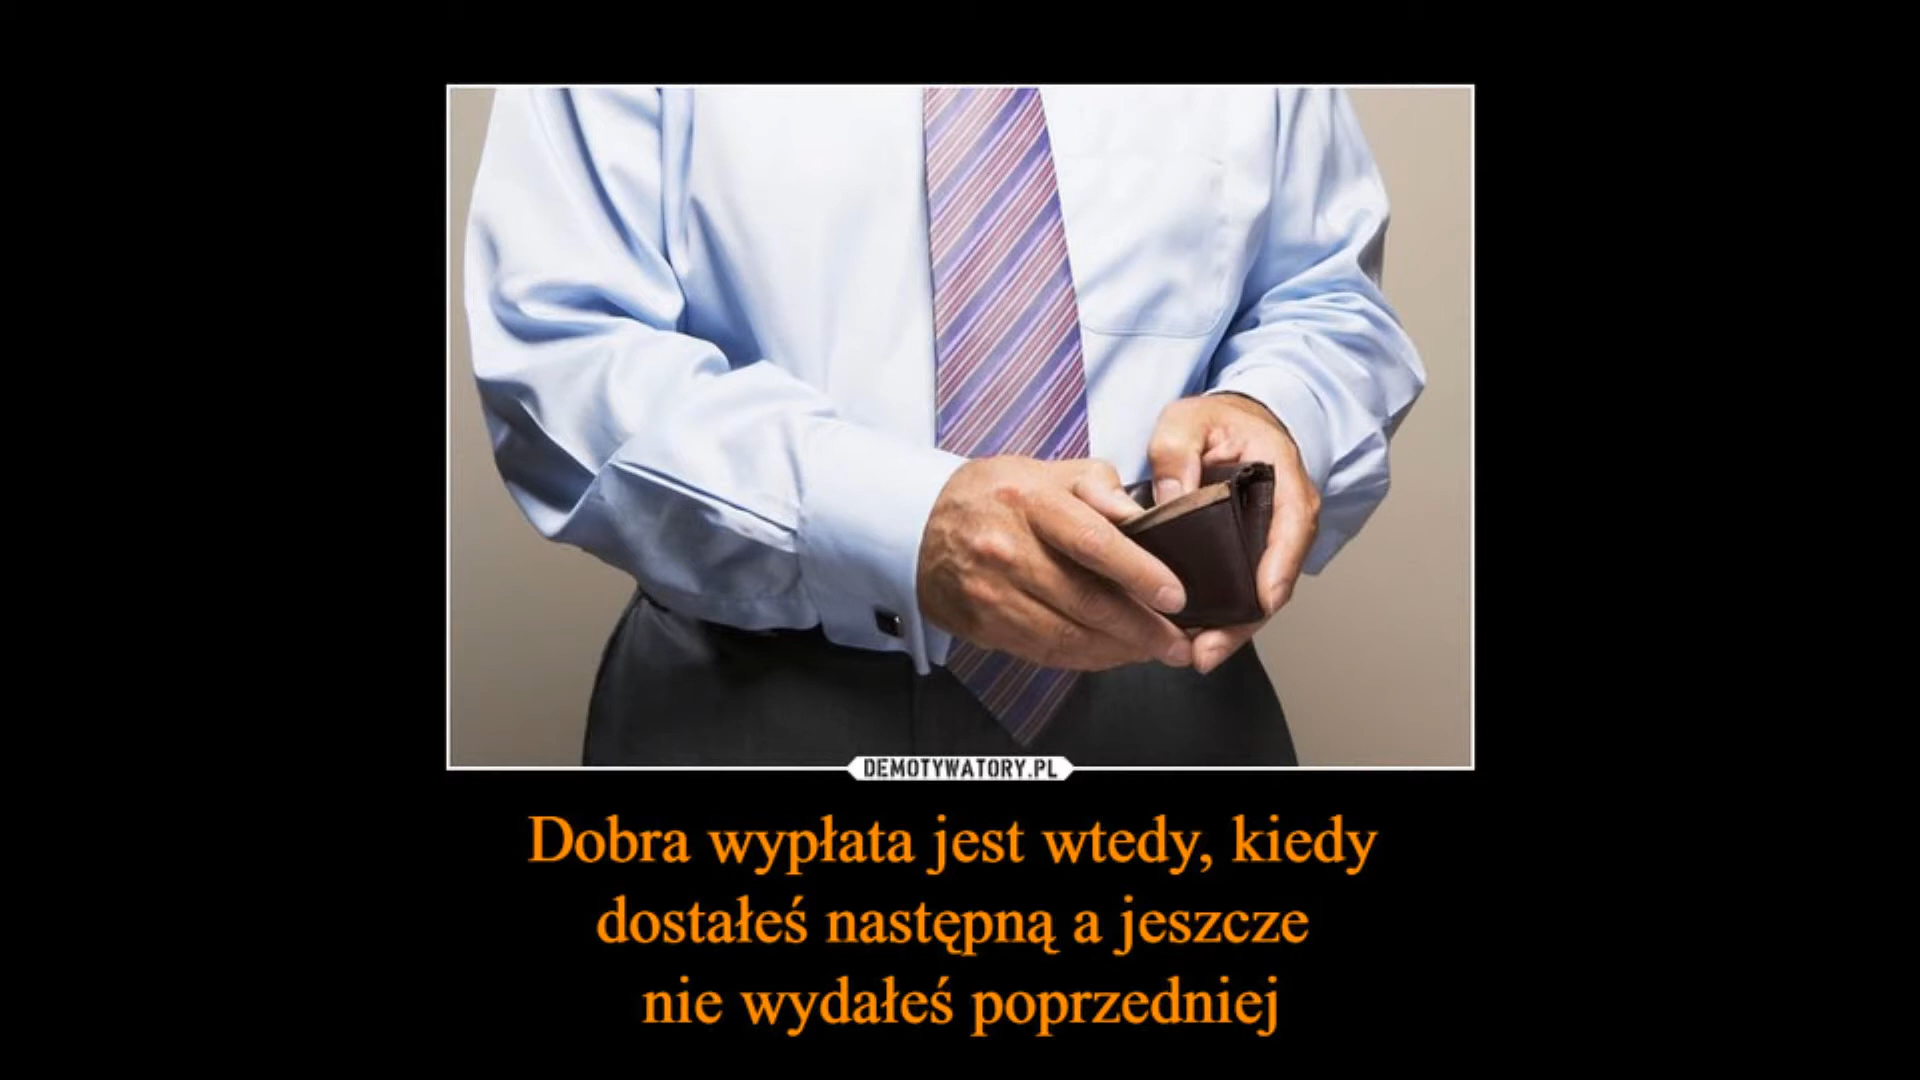 DEMOTYWATORY.PL
Dobra wypłata jest wtedy, kiedy
dostałeś następną a jeszcze
nie wydałeś poprzedniej